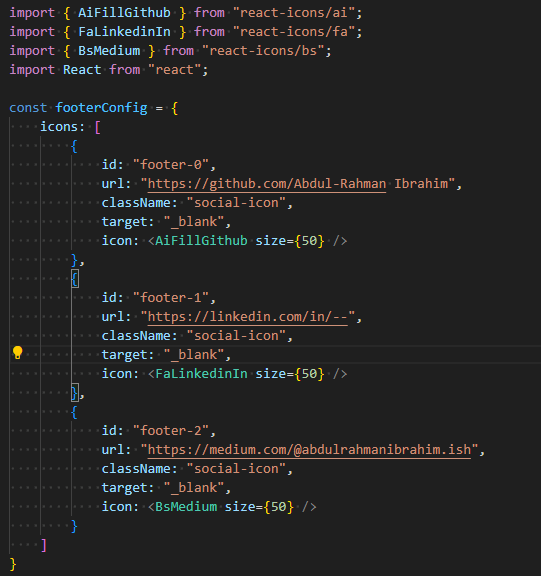 import { AiFillGithub } from "react-icons/ai";
import { FaLinkedinIn } from "react-icons/fa";
import { BsMedium } from "react-icons/bs";
import React from "react";

const footerConfig = {
    icons: [
        {
            id: "footer-0",
            url: "https://github.com/Abdul-Rahman Ibrahim",
            className: "social-icon",
            target: "_blank",
            icon: <AiFillGithub size={50} />
        },
        {
            id: "footer-1",
            url: "https://linkedin.com/in/--",
            className: "social-icon",
            target: "_blank",
            icon: <FaLinkedinIn size={50} />
        },
        {
            id: "footer-2",
            url: "https://medium.com/@abdulrahmanibrahim.ish",
            className: "social-icon",
            target: "_blank",
            icon: <BsMedium size={50} />
        }
    ]
}